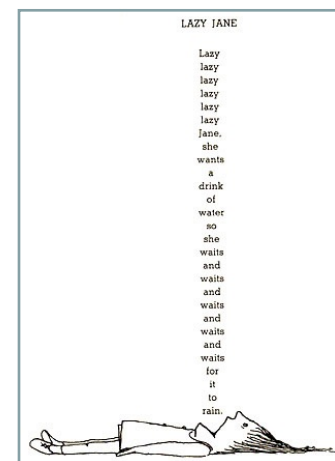 LAZY JANE
Lazy
lazy
lazy
lazy
lazy
lazy
Jane,
she
wants
a
drink
of
water
so
she
waits
and
waits
and
waits
and
waits
and
waits
for
it
to
rain.